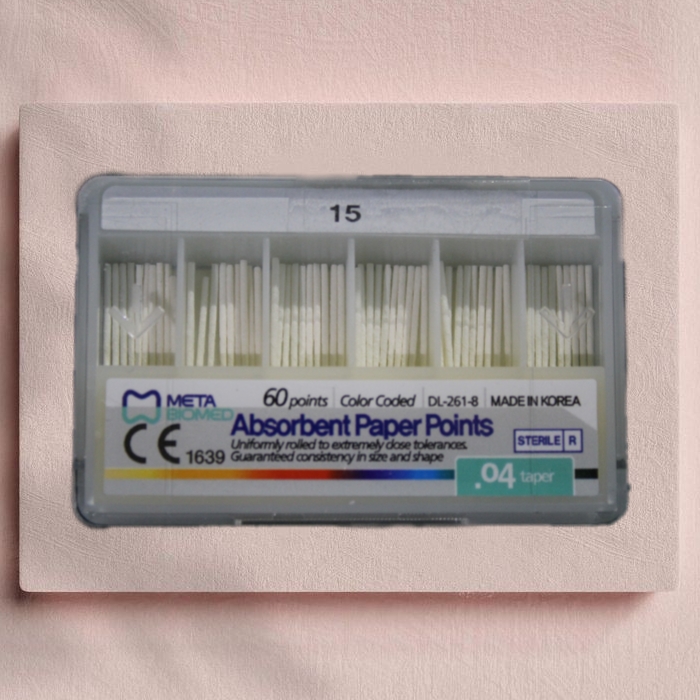 15
META
BIOMED
60 points Color Coded DL-261-8 MADE IN KOREA
Absorbent Paper Points
Uniformly rolled to extremely close tolerances.
Guaranteed consistency in size and shape
CE 1639
STERILE R
.04 taper